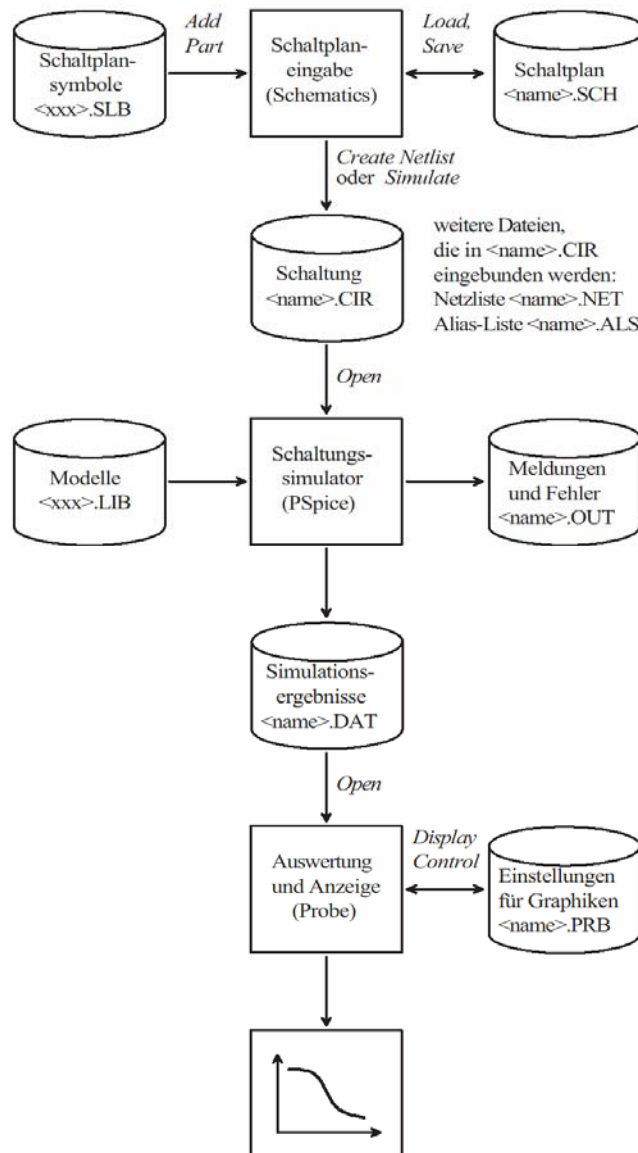 Add
Part
Schaltplan-
symbole
<xxx>.SLB
Schaltplan-
eingabe
(Schematics)
Load,
Save
Schaltplan
<name>.SCH
Create Netlist
oder Simulate
Schaltung
<name>.CIR
weitere Dateien,
die in <name>.CIR
eingebunden werden:
Netzliste <name>.NET
Alias-Liste <name>.ALS
Open
Modelle
<xxx>.LIB
Schaltungs-
simulator
(PSpice)
Meldungen
und Fehler
<name>.OUT
Simulations-
ergebnisse
<name>.DAT
Open
Auswertung
und Anzeige
(Probe)
Display
Control
Einstellungen
für Graphiken
<name>.PRB